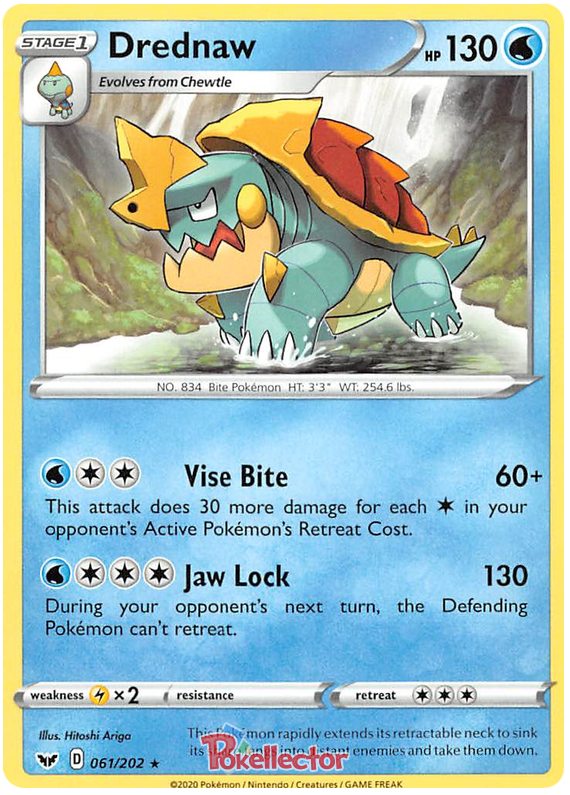 STAGE 1 Drednaw HP 130
Evolves from Chewtle
NO. 834 Bite Pokémon HT: 3'3" WT: 254.6 lbs.
Vise Bite 60+
This attack does 30 more damage for each in your
opponent's Active Pokémon's Retreat Cost.
Jaw Lock 130
During your opponent's next turn, the Defending
Pokémon can't retreat.
weakness ×2 resistance retreat
Illus. Hitoshi Ariga
This Pokémon rapidly extends its retractable neck to sink
its into distant enemies and take them down.
D 061/202 ★
Pokellector
©2020 Pokémon / Nintendo / Creatures / GAME FREAK